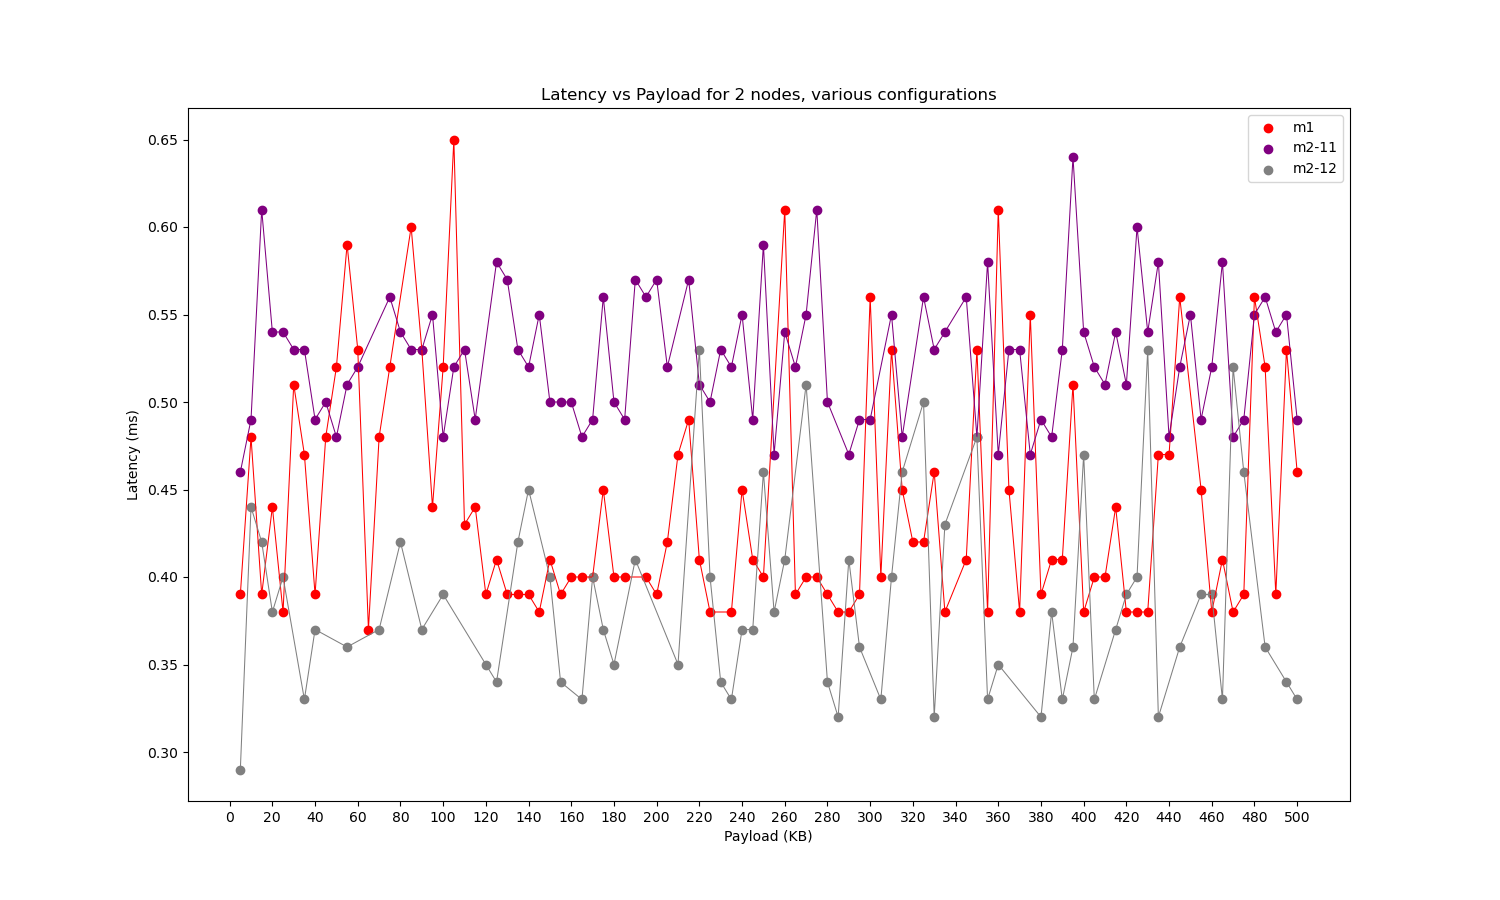 Latency vs Payload for 2 nodes, various configurations
m1
m2-11
m2-12
Latency (ms)
0.65
0.60
0.55
0.50
0.45
0.40
0.35
0.30
0 20 40 60 80 100 120 140 160 180 200 220 240 260 280 300 320 340 360 380 400 420 440 460 480 500
Payload (KB)